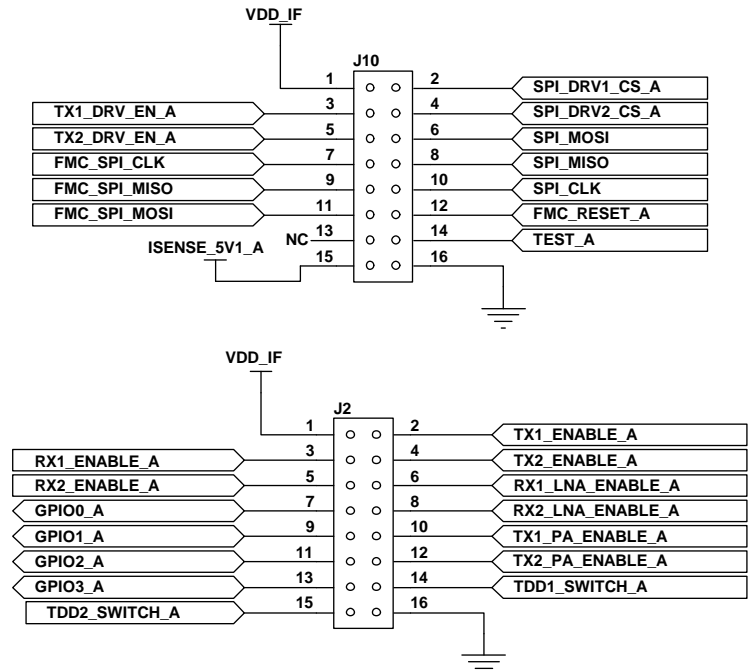 VDD_IF
J10
1 2 SPI_DRV1_CS_A
TX1_DRV_EN_A 3 4 SPI_DRV2_CS_A
TX2_DRV_EN_A 5 6 SPI_MOSI
FMC_SPI_CLK 7 8 SPI_MISO
FMC_SPI_MISO 9 10 SPI_CLK
FMC_SPI_MOSI 11 12 FMC_RESET_A
NC 13 14 TEST_A
ISENSE_5V1_A 15 16
VDD_IF
J2
1 2 TX1_ENABLE_A
RX1_ENABLE_A 3 4 TX2_ENABLE_A
RX2_ENABLE_A 5 6 RX1_LNA_ENABLE_A
GPIO0_A 7 8 RX2_LNA_ENABLE_A
GPIO1_A 9 10 TX1_PA_ENABLE_A
GPIO2_A 11 12 TX2_PA_ENABLE_A
GPIO3_A 13 14 TDD1_SWITCH_A
TDD2_SWITCH_A 15 16